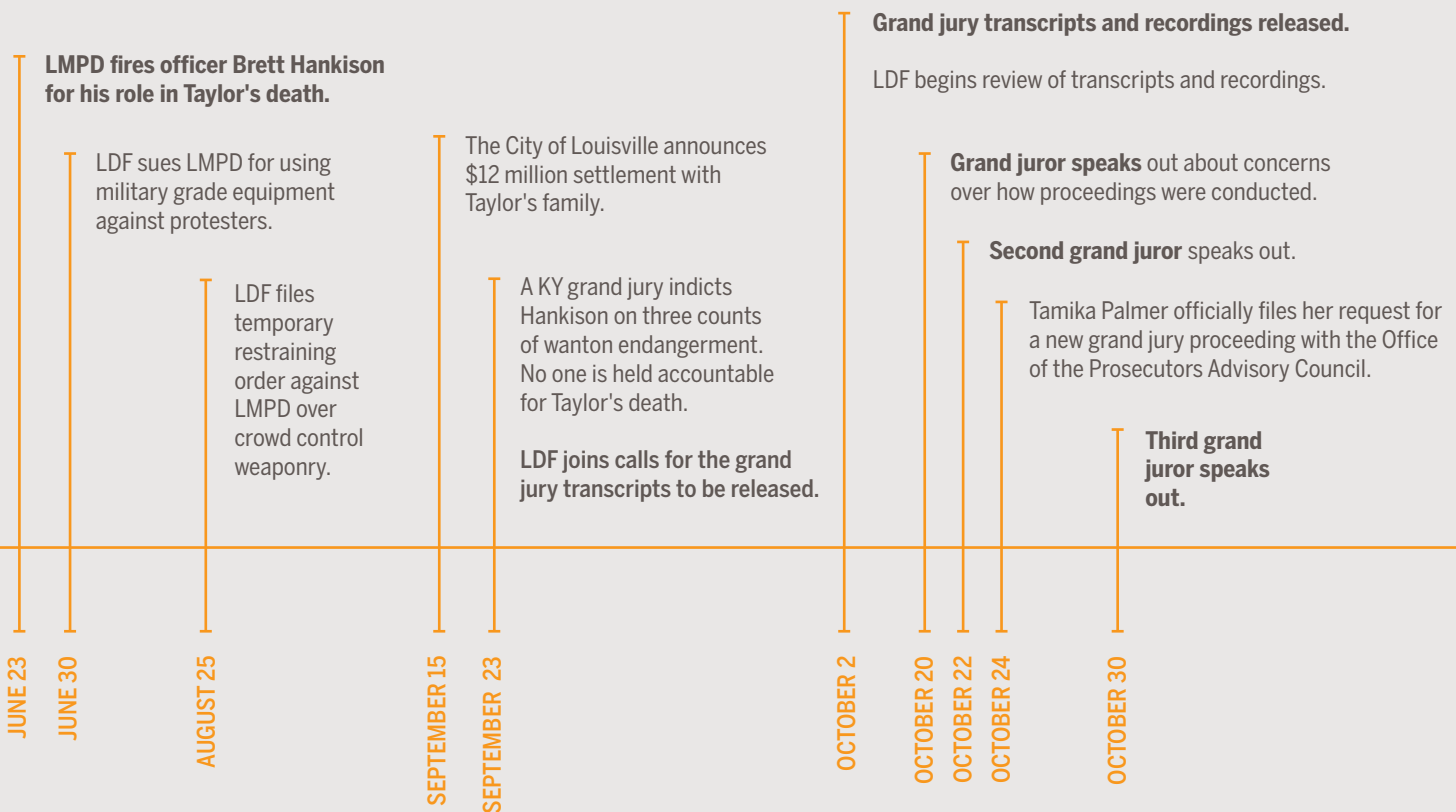 LMPD fires officer Brett Hankison
for his role in Taylor's death.
LDF sues LMPD for using
military grade equipment
against protesters.
LDF files
temporary
restraining
order against
LMPD over
crowd control
weaponry.
The City of Louisville announces
$12 million settlement with
Taylor's family.
A KY grand jury indicts
Hankison on three counts
of wanton endangerment.
No one is held accountable
for Taylor's death.
LDF joins calls for the grand
jury transcripts to be released.
Grand jury transcripts and recordings released.
LDF begins review of transcripts and recordings.
Grand juror speaks out about concerns
over how proceedings were conducted.
Second grand juror speaks out.
Tamika Palmer officially files her request for
a new grand jury proceeding with the Office
of the Prosecutors Advisory Council.
Third grand
juror speaks
out.
JUNE 23
JUNE 30
AUGUST 25
SEPTEMBER 15
SEPTEMBER 23
OCTOBER 2
OCTOBER 20
OCTOBER 22
OCTOBER 24
OCTOBER 30